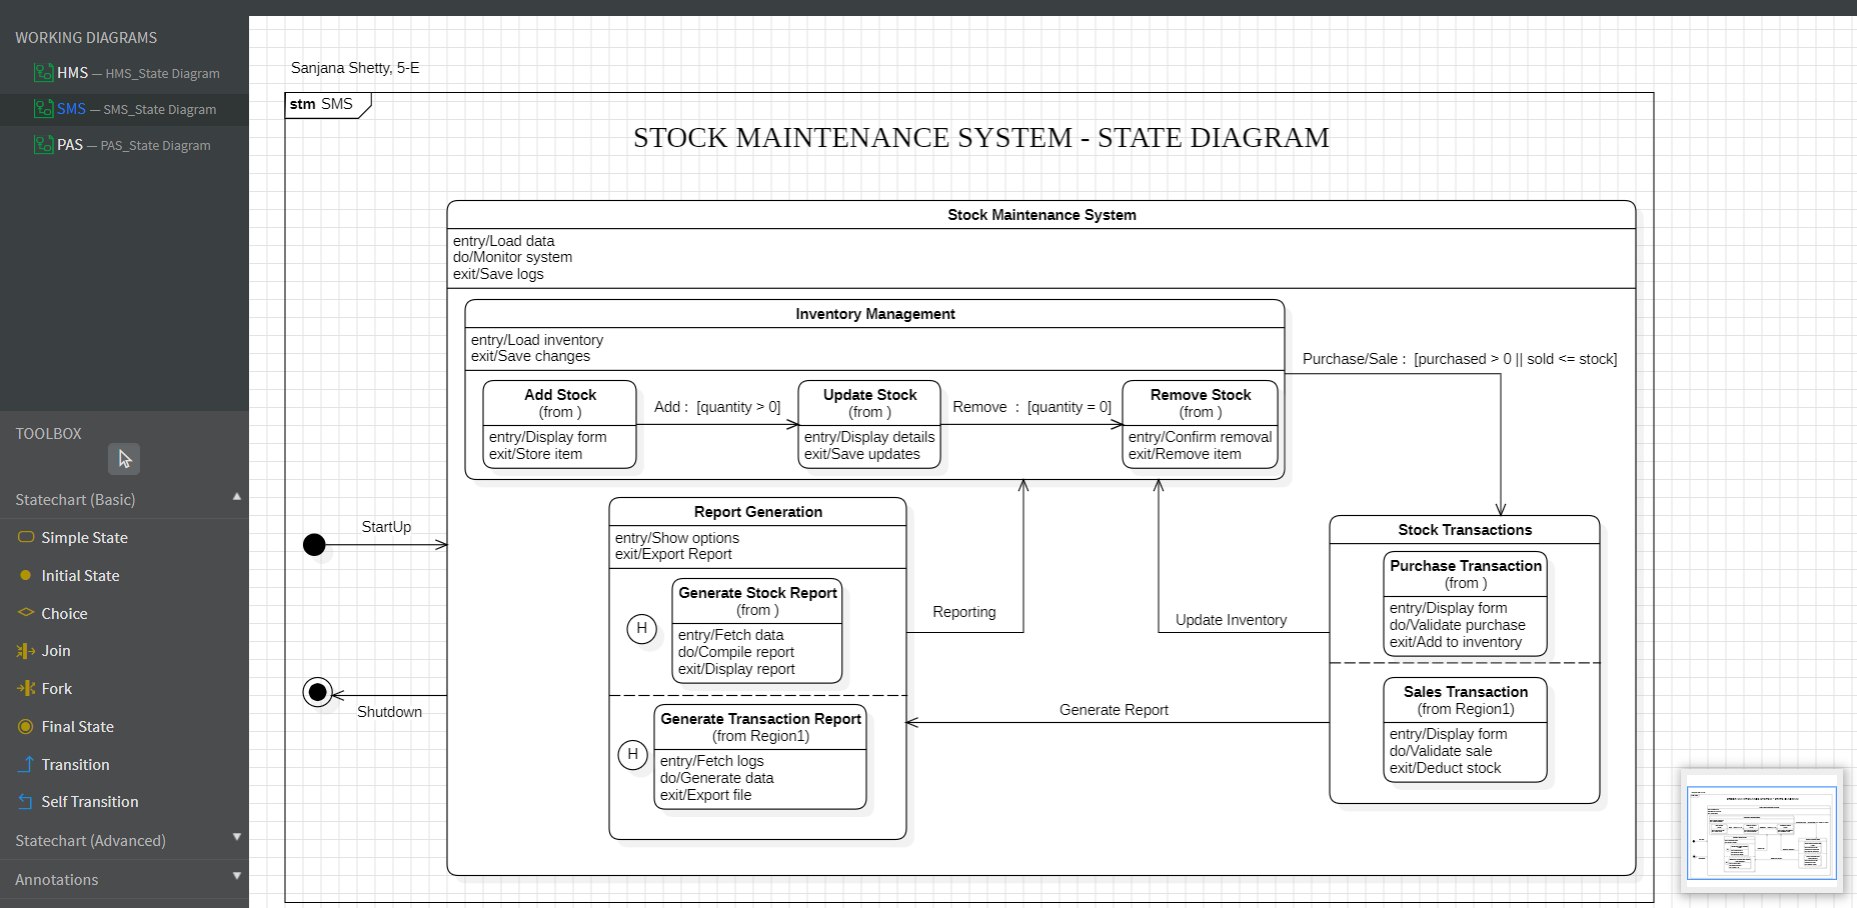 WORKING DIAGRAMS
HMS — HMS_State Diagram
SMS — SMS_State Diagram
PAS — PAS_State Diagram
TOOLBOX
Statechart (Basic)
Simple State
Initial State
Choice
Join
Fork
Final State
Transition
Self Transition
Statechart (Advanced)
Annotations
Sanjana Shetty, 5-E
stm SMS
STOCK MAINTENANCE SYSTEM - STATE DIAGRAM
Stock Maintenance System
entry/Load data
do/Monitor system
exit/Save logs
Inventory Management
entry/Load inventory
exit/Save changes
Add Stock
(from )
entry/Display form
exit/Store item
Add : [quantity > 0]
Update Stock
(from )
entry/Display details
exit/Save updates
Remove : [quantity = 0]
Remove Stock
(from )
entry/Confirm removal
exit/Remove item
Purchase/Sale : [purchased > 0 || sold <= stock]
StartUp
Shutdown
Report Generation
entry/Show options
exit/Export Report
H
Generate Stock Report
(from )
entry/Fetch data
do/Compile report
exit/Display report
H
Generate Transaction Report
(from Region1)
entry/Fetch logs
do/Generate data
exit/Export file
Reporting
Update Inventory
Generate Report
Stock Transactions
Purchase Transaction
(from )
entry/Display form
do/Validate purchase
exit/Add to inventory
Sales Transaction
(from Region1)
entry/Display form
do/Validate sale
exit/Deduct stock